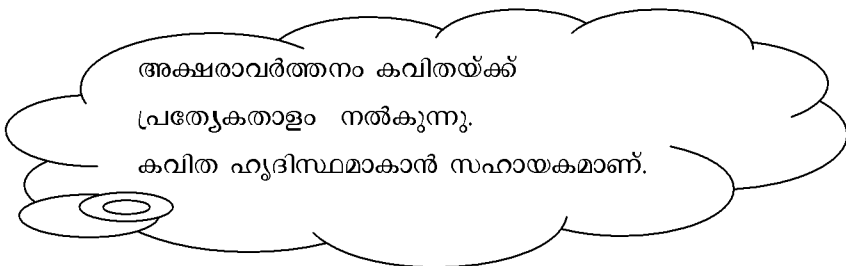 അക്ഷരാവർത്തനം കവിതയ്ക്ക്
പ്രത്യേകതാളം നൽകുന്നു.
കവിത ഹൃദിസ്ഥമാകാൻ സഹായകമാണ്.